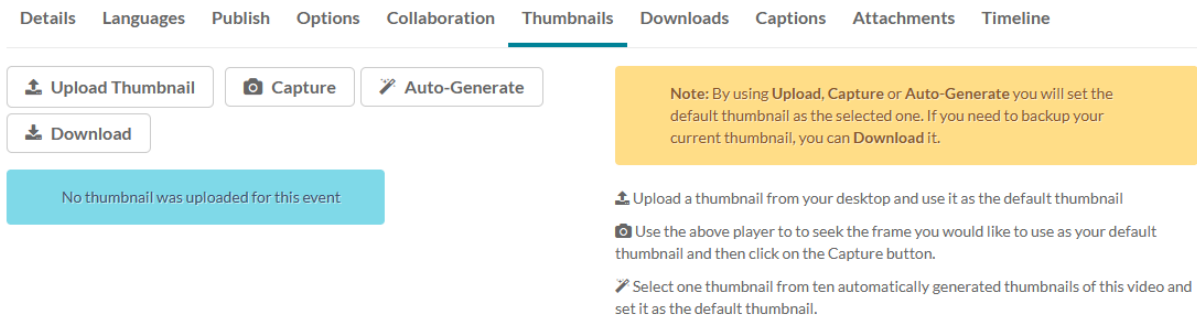 Details Languages Publish Options Collaboration Thumbnails Downloads Captions Attachments Timeline
Upload Thumbnail Capture Auto-Generate
Download
No thumbnail was uploaded for this event
Note: By using Upload, Capture or Auto-Generate you will set the
default thumbnail as the selected one. If you need to backup your
current thumbnail, you can Download it.
Upload a thumbnail from your desktop and use it as the default thumbnail
Use the above player to to seek the frame you would like to use as your default
thumbnail and then click on the Capture button.
Select one thumbnail from ten automatically generated thumbnails of this video and
set it as the default thumbnail.